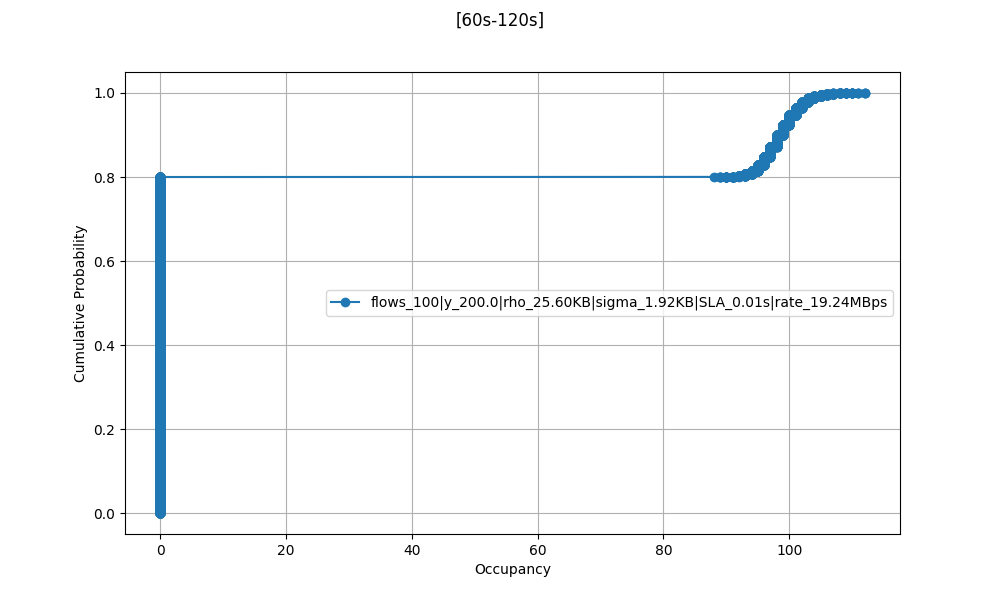 [60s-120s]
1.0
0.8
0.6
0.4
0.2
0.0
Cumulative Probability
flows_100|y_200.0|rho_25.60KB|sigma_1.92KB|SLA_0.01s|rate_19.24MBps
0 20 40 60 80 100
Occupancy